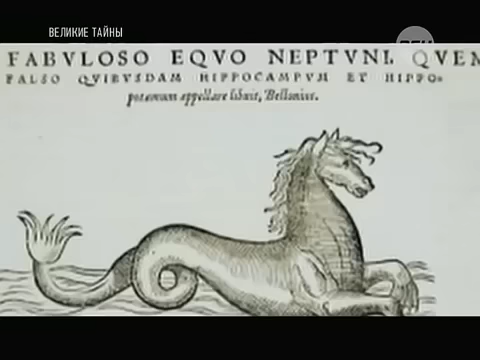 ВЕЛИКИЕ ТАЙНЫ
FABVLOSO EQVO NEPTVNI, QVEM
FALSO QVIBVSDAM HIPPOCAMPVM ET HIPPO-
potamum appellare libuit, Bellonius.